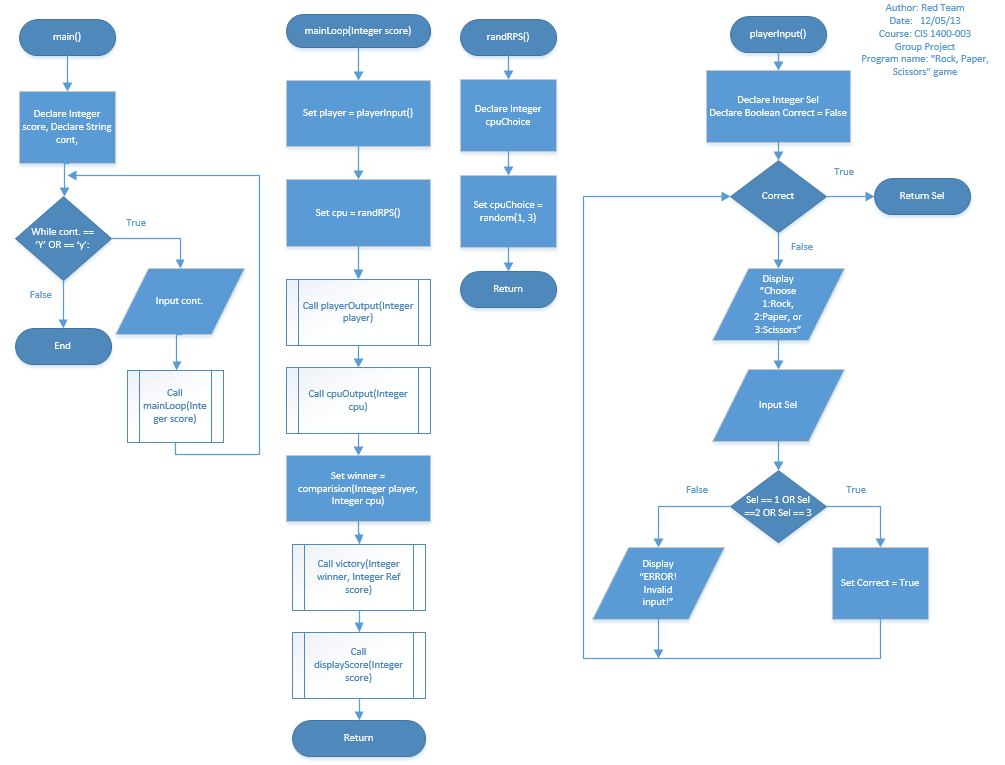 main()
Declare Integer
score, Declare String
cont,
While cont. ==
‘Y’ OR == ‘y’:
True
False
Input cont.
End
Call
mainLoop(Inte
ger score)
mainLoop(Integer score)
Set player = playerInput()
Set cpu = randRPS()
Call playerOutput(Integer
player)
Call cpuOutput(Integer
cpu)
Set winner =
comparision(Integer player,
Integer cpu)
Call victory(Integer
winner, Integer Ref
score)
Call
displayScore(Integer
score)
Return
randRPS()
Declare Integer
cpuChoice
Set cpuChoice =
random(1, 3)
Return
playerInput()
Declare Integer Sel
Declare Boolean Correct = False
Correct
True
Return Sel
False
Display
“Choose
1:Rock,
2:Paper, or
3:Scissors”
Input Sel
Sel == 1 OR Sel
==2 OR Sel == 3
False
True
Display
“ERROR!
Invalid
input!”
Set Correct = True
Author: Red Team
Date: 12/05/13
Course: CIS 1400-003
Group Project
Program name: "Rock, Paper,
Scissors" game